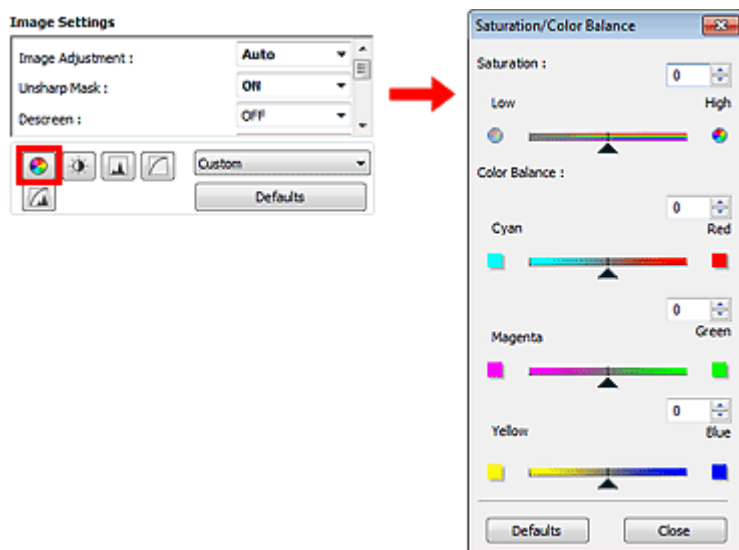 Image Settings
Image Adjustment : Auto
Unsharp Mask : ON
Descreen : OFF
Custom
Defaults
Saturation/Color Balance
Saturation :
0
Low High
Color Balance :
0
Cyan Red
0
Magenta Green
0
Yellow Blue
Defaults Close